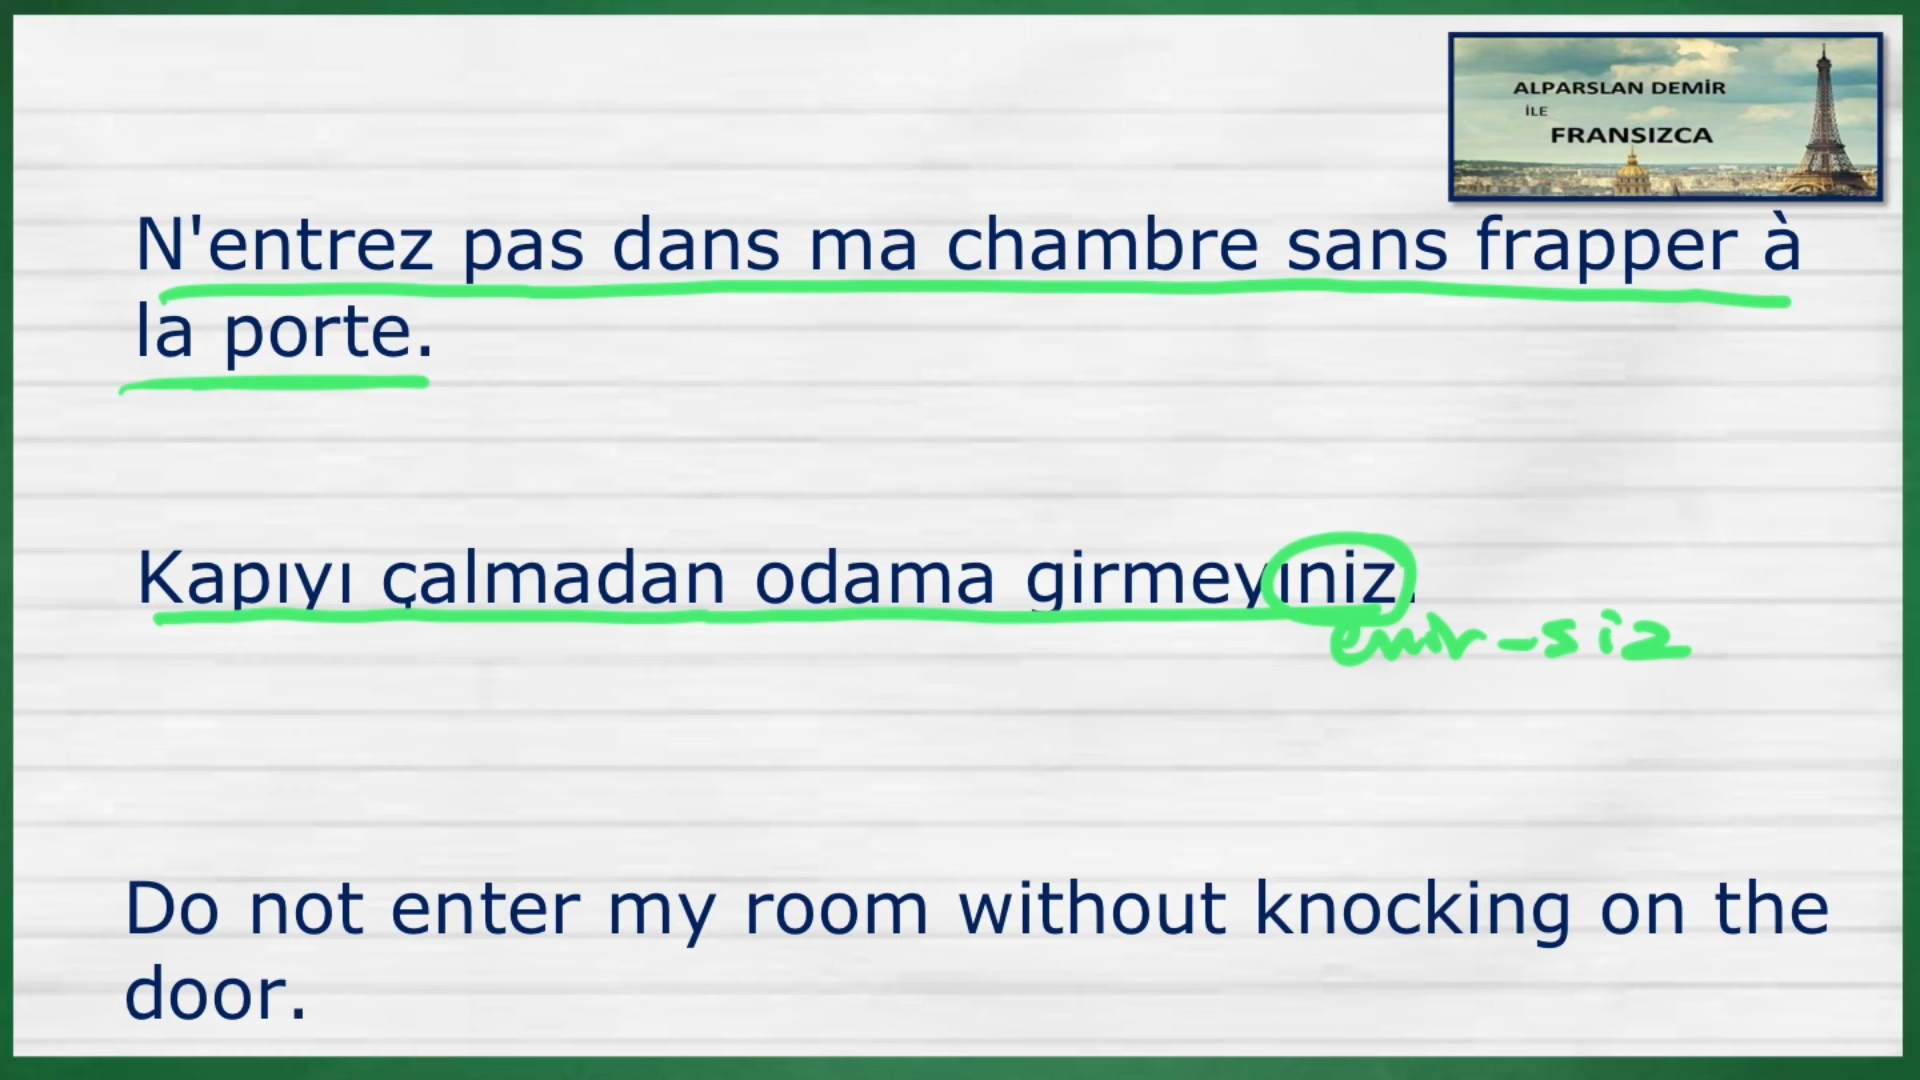 ALPARSLAN DEMİR
İLE
FRANSIZCA
N'entrez pas dans ma chambre sans frapper à
la porte.
Kapıyı çalmadan odama girmeyiniz.
emir-siz
Do not enter my room without knocking on the
door.